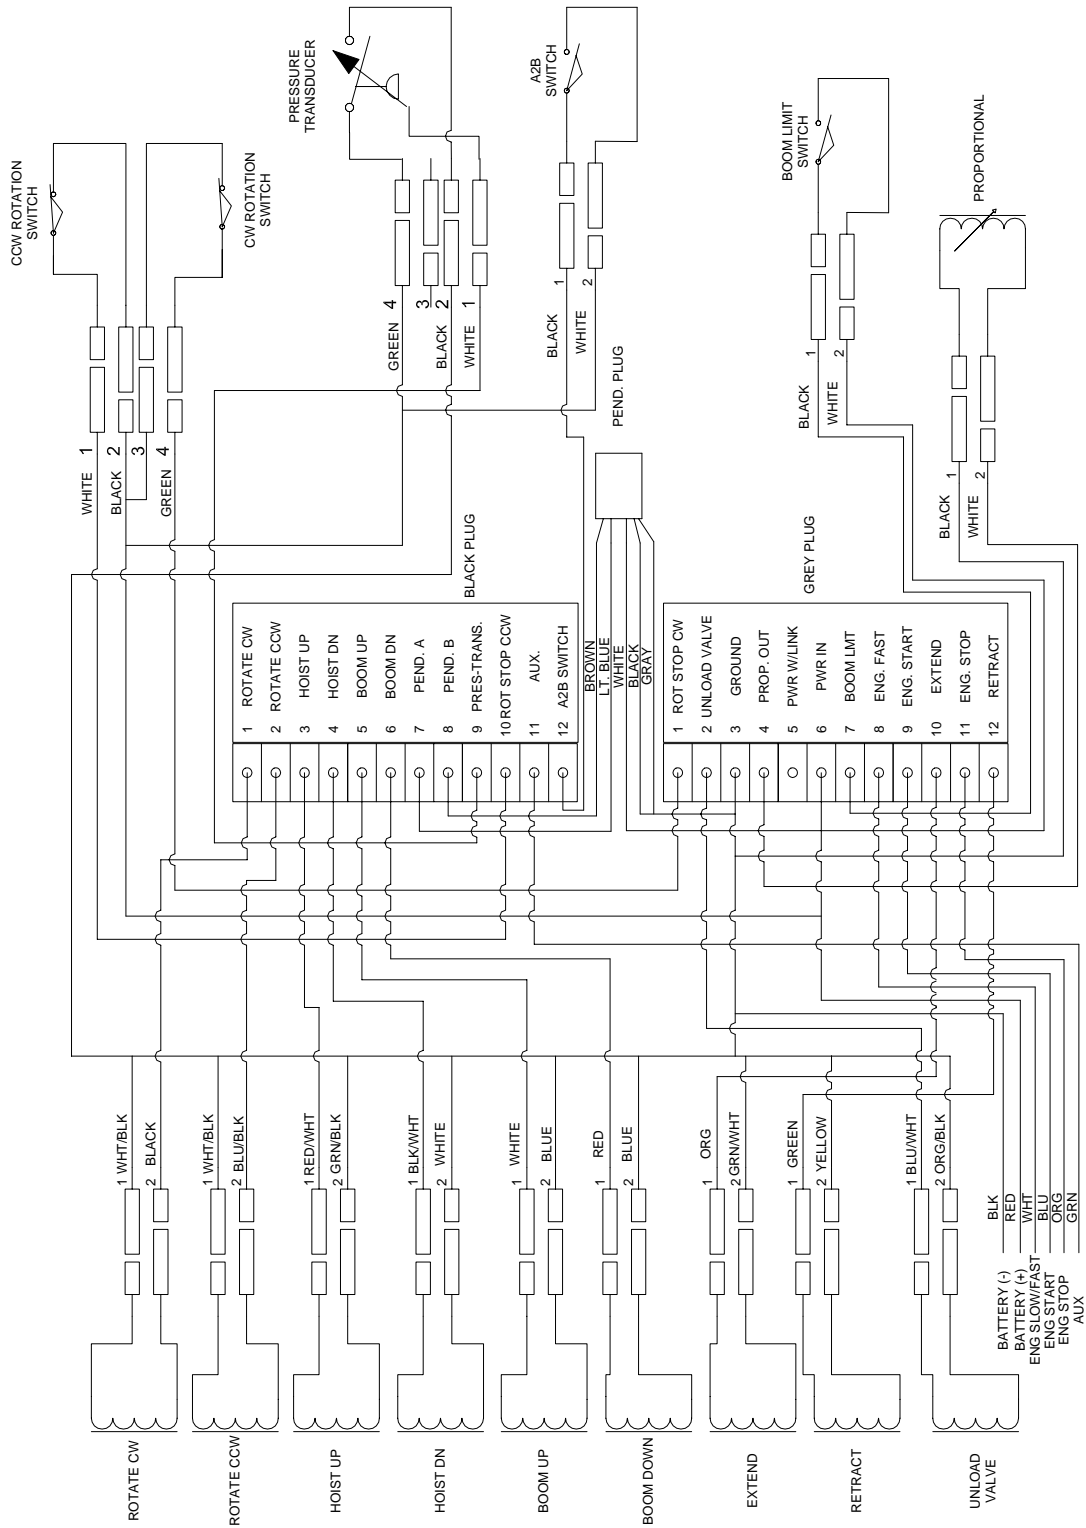 CCW ROTATION
SWITCH
CW ROTATION
SWITCH
PRESSURE
TRANSDUCER
A2B
SWITCH
BOOM LIMIT
SWITCH
PROPORTIONAL
WHITE 1
BLACK 2
3
GREEN 4
GREEN 4
3
BLACK 2
WHITE 1
BLACK 1
WHITE 2
BLACK 1
WHITE 2
BLACK 1
WHITE 2
PEND. PLUG
BROWN
LT. BLUE
WHITE
BLACK
GRAY
BLACK PLUG
1 ROTATE CW
2 ROTATE CCW
3 HOIST UP
4 HOIST DN
5 BOOM UP
6 BOOM DN
7 PEND. A
8 PEND. B
9 PRES-TRANS.
10 ROT STOP CCW
11 AUX.
12 A2B SWITCH
GREY PLUG
1 ROT STOP CW
2 UNLOAD VALVE
3 GROUND
4 PROP. OUT
5 PWR W/LINK
6 PWR IN
7 BOOM LMT
8 ENG. FAST
9 ENG. START
10 EXTEND
11 ENG. STOP
12 RETRACT
1 WHT/BLK
2 BLACK
1 WHT/BLK
2 BLU/BLK
1 RED/WHT
2 GRN/BLK
1 BLK/WHT
2 WHITE
1 WHITE
2 BLUE
1 RED
2 BLUE
1 ORG
2 GRN/WHT
1 GREEN
2 YELLOW
1 BLU/WHT
2 ORG/BLK
BATTERY (-) BLK
BATTERY (+) RED
ENG SLOW/FAST WHT
ENG START BLU
ENG STOP ORG
AUX GRN
ROTATE CW
ROTATE CCW
HOIST UP
HOIST DN
BOOM UP
BOOM DOWN
EXTEND
RETRACT
UNLOAD
VALVE